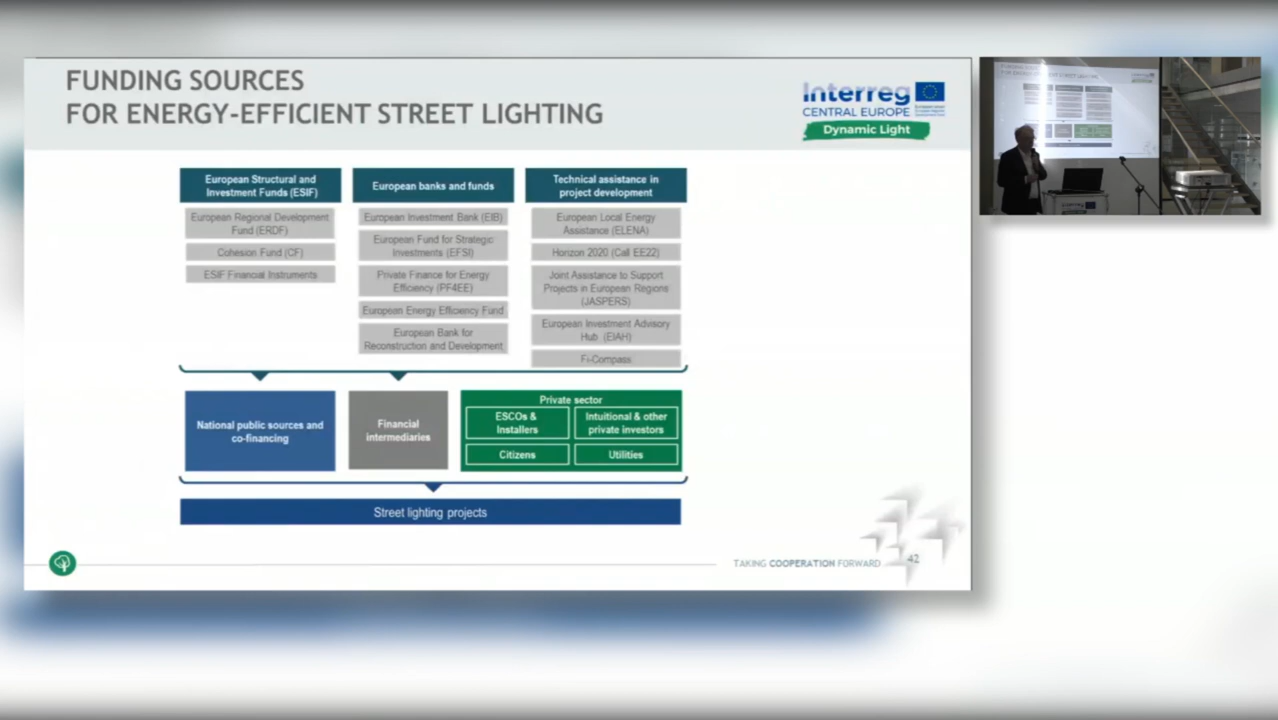 FUNDING SOURCES
FOR ENERGY-EFFICIENT STREET LIGHTING
Interreg
CENTRAL EUROPE
Dynamic Light
European Structural and
Investment Funds (ESIF)
European Regional Development
Fund (ERDF)
Cohesion Fund (CF)
ESIF Financial Instruments
European banks and funds
European Investment Bank (EIB)
European Fund for Strategic
Investments (EFSI)
Private Finance for Energy
Efficiency (PF4EE)
European Energy Efficiency Fund
European Bank for
Reconstruction and Development
Technical assistance in
project development
European Local Energy
Assistance (ELENA)
Horizon 2020 (Call EE22)
Joint Assistance to Support
Projects in European Regions
(JASPERS)
European Investment Advisory
Hub (EIAH)
Fi-Compass
National public sources and
co-financing
Financial
intermediaries
Private sector
ESCOs &
Installers
Intuitional & other
private investors
Citizens
Utilities
Street lighting projects
TAKING COOPERATION FORWARD
42